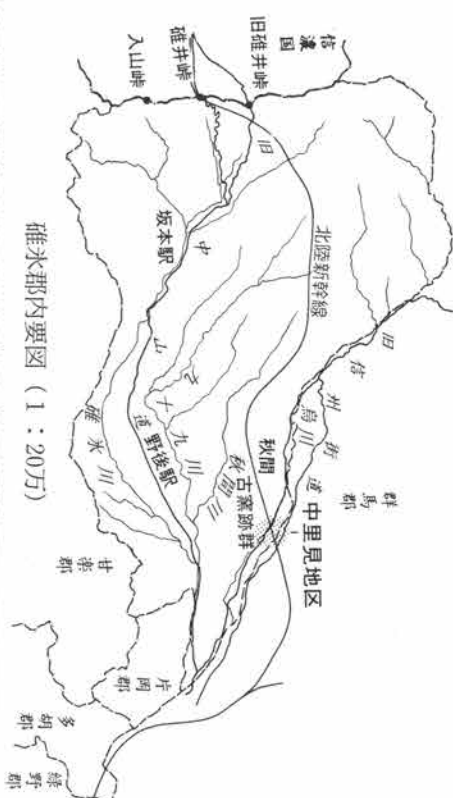 信濃国
旧碓井峠
碓井峠
入山峠
旧中山道
坂本駅
北陸新幹線
旧信州街道
烏川
秋間
古窯跡群
中里見地区
群馬郡
九十九川
秋間川
野後駅
碓氷川
甘楽郡
片岡郡
多胡郡
緑野郡
碓氷郡内要図(1:20万)